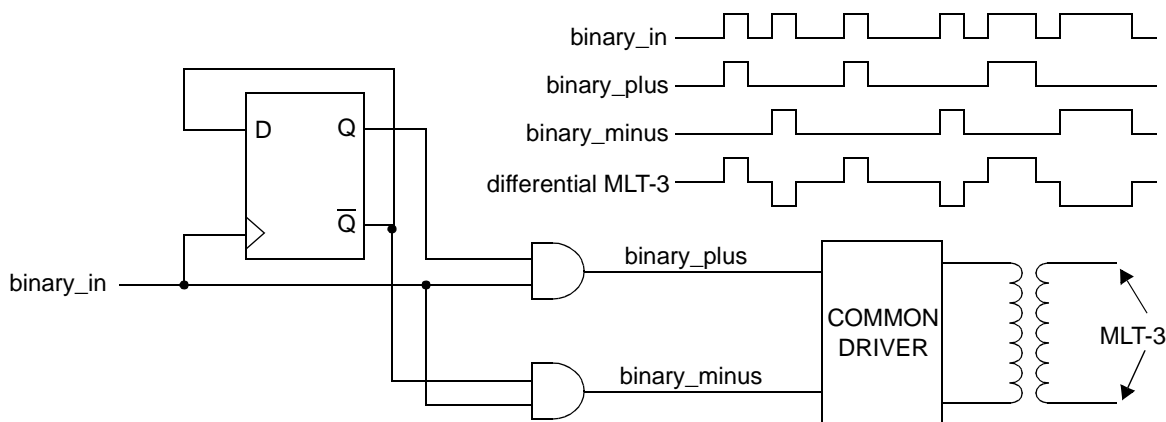 binary_in
binary_plus
binary_minus
differential MLT-3
D Q
Q̅
binary_in
binary_plus
COMMON
DRIVER
MLT-3
binary_minus